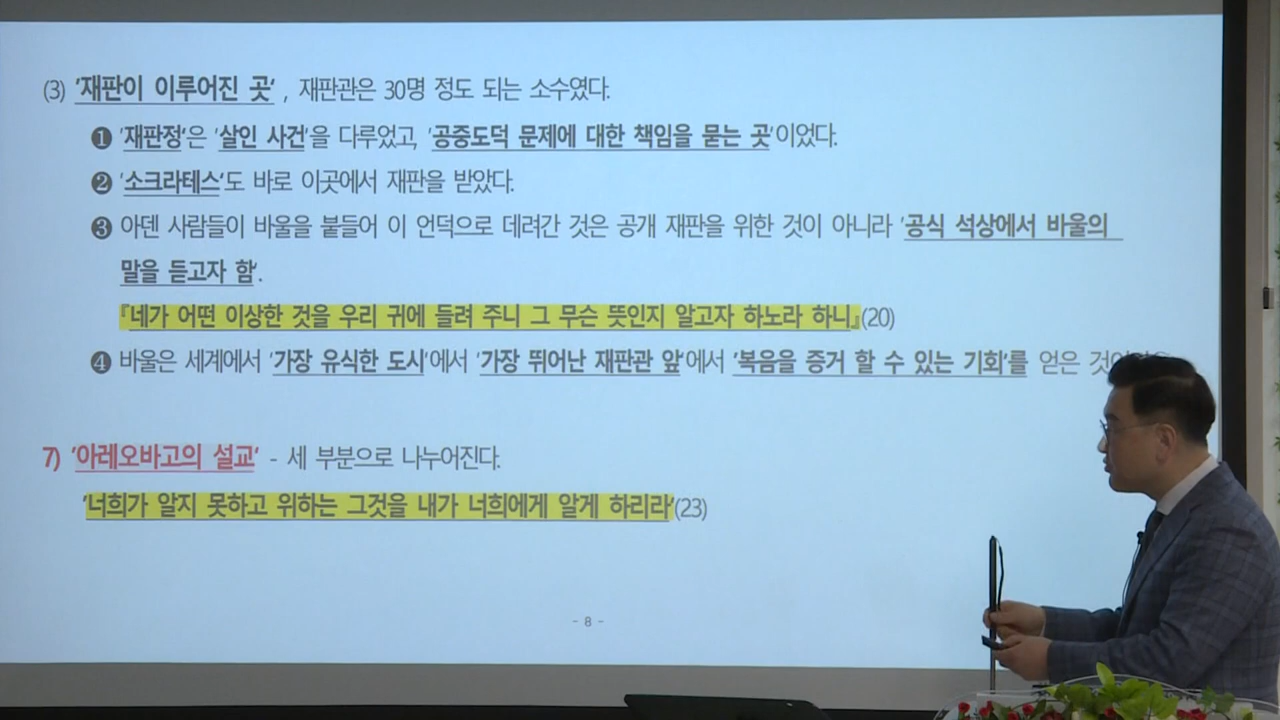 (3) '재판이 이루어진 곳' , 재판관은 30명 정도 되는 소수였다.
❶ '재판정'은 '살인 사건'을 다루었고, '공중도덕 문제에 대한 책임을 묻는 곳'이었다.
❷ '소크라테스'도 바로 이곳에서 재판을 받았다.
❸ 아덴 사람들이 바울을 붙들어 이 언덕으로 데려간 것은 공개 재판을 위한 것이 아니라 '공식 석상에서 바울의
말을 듣고자 함'.
『네가 어떤 이상한 것을 우리 귀에 들려 주니 그 무슨 뜻인지 알고자 하노라 하니』(20)
❹ 바울은 세계에서 '가장 유식한 도시'에서 '가장 뛰어난 재판관 앞'에서 '복음을 증거 할 수 있는 기회'를 얻은
7) '아레오바고의 설교' - 세 부분으로 나누어진다.
'너희가 알지 못하고 위하는 그것을 내가 너희에게 알게 하리라'(23)
- 8 -